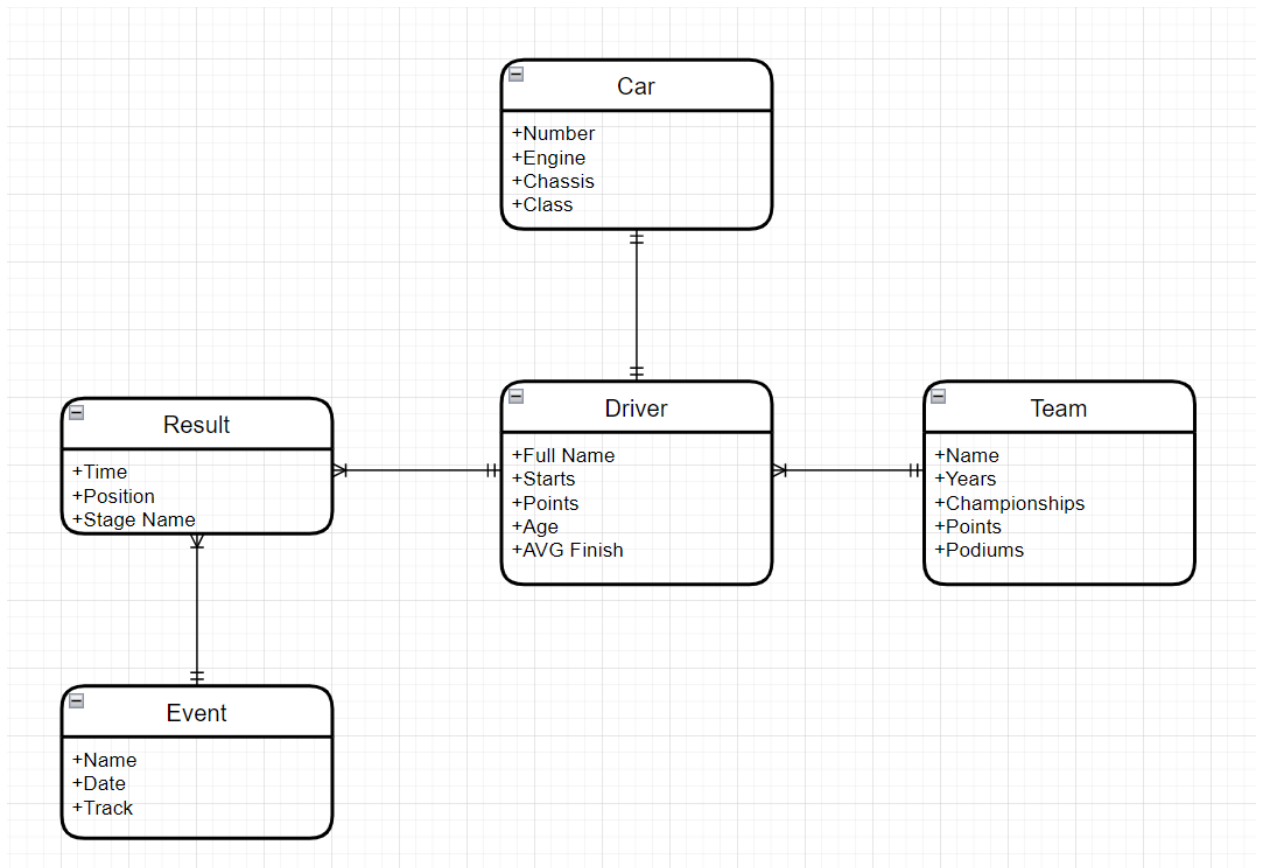 Car
+Number
+Engine
+Chassis
+Class
Result
+Time
+Position
+Stage Name
Driver
+Full Name
+Starts
+Points
+Age
+AVG Finish
Team
+Name
+Years
+Championships
+Points
+Podiums
Event
+Name
+Date
+Track